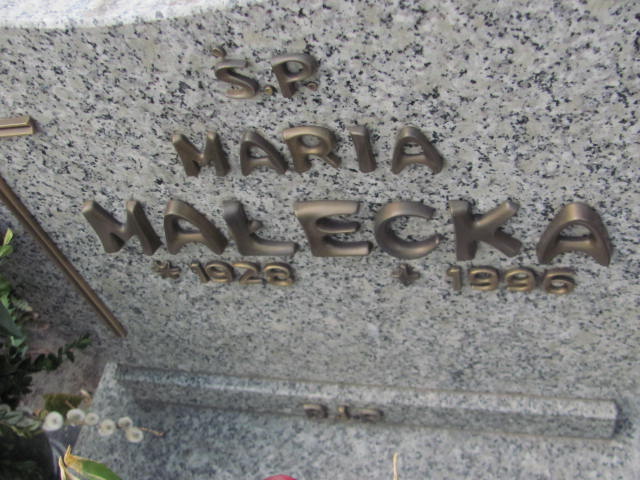 Ś.P.
MARIA
MAŁECKA
* 1928 + 1996